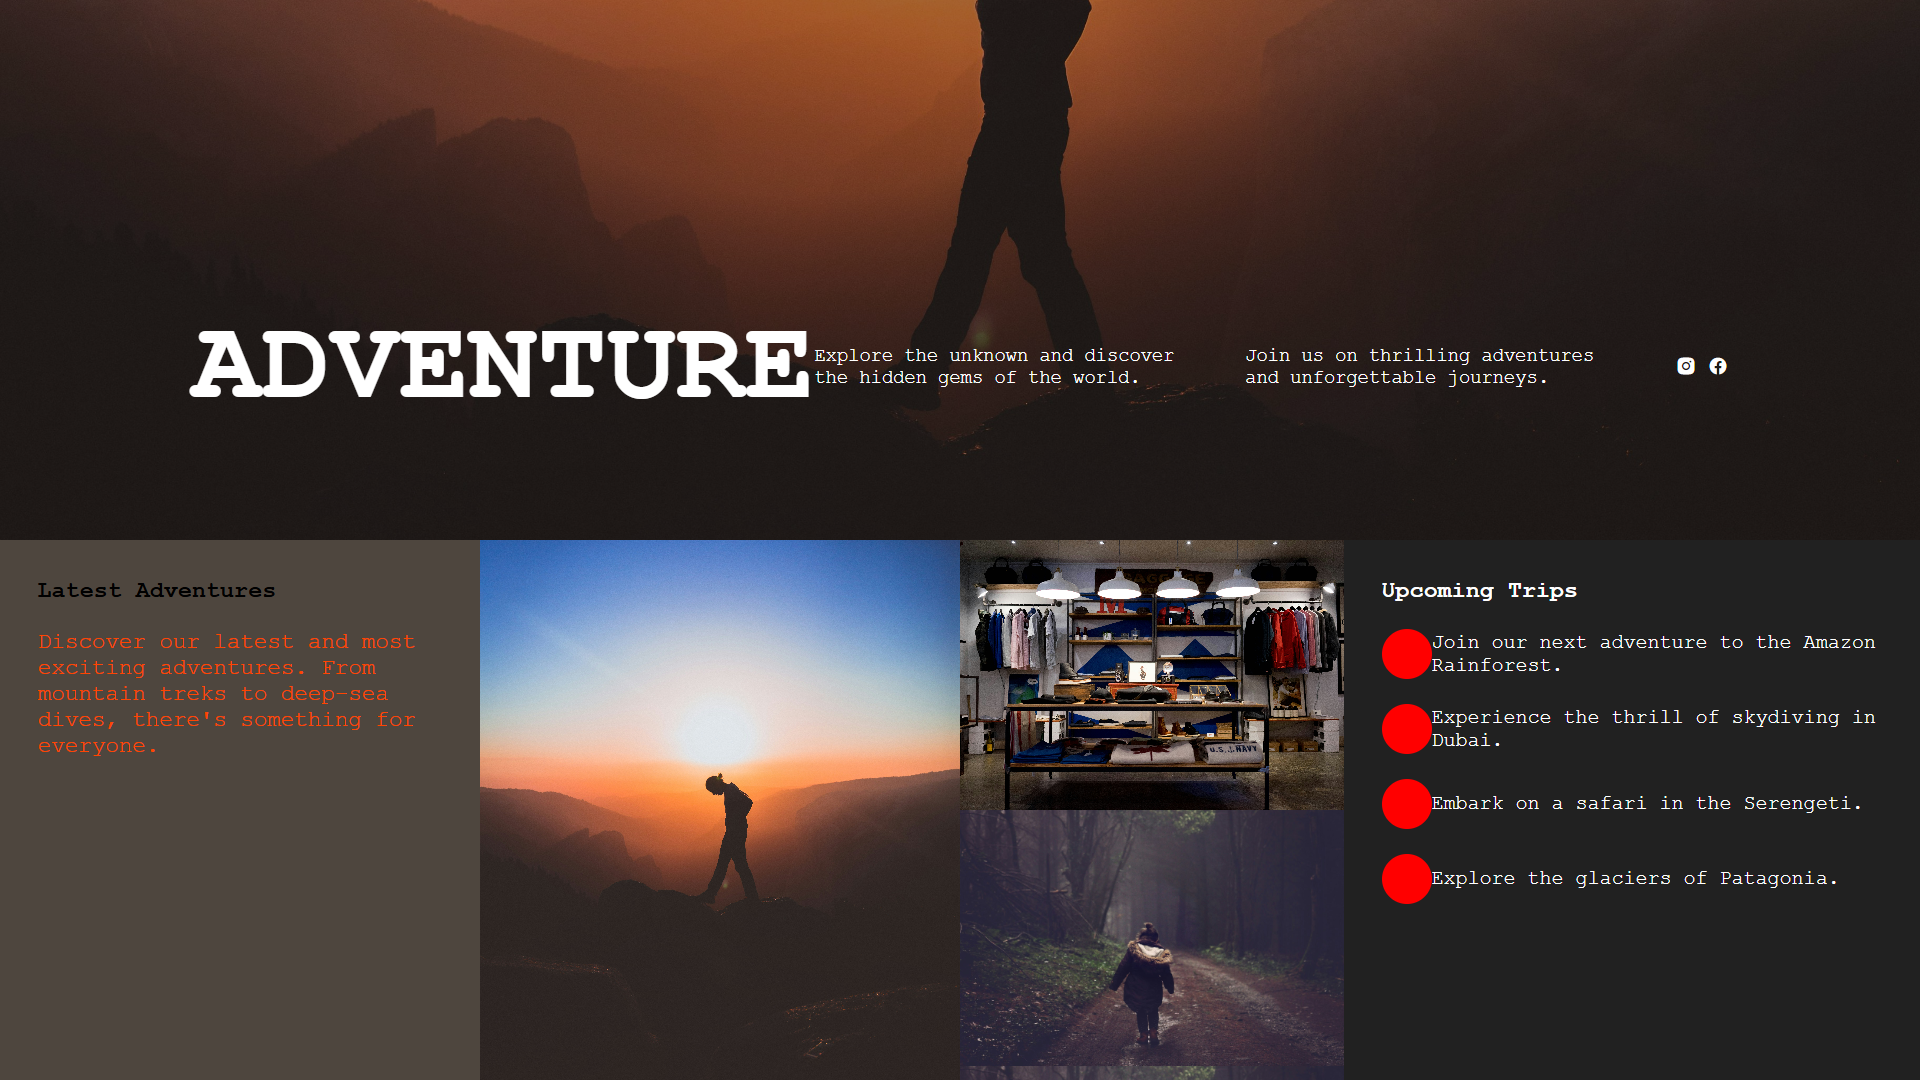 ADVENTURE
Explore the unknown and discover
the hidden gems of the world.
Join us on thrilling adventures
and unforgettable journeys.
Latest Adventures
Discover our latest and most
exciting adventures. From
mountain treks to deep-sea
dives, there's something for
everyone.
U.S. NAVY
Upcoming Trips
Join our next adventure to the Amazon
Rainforest.
Experience the thrill of skydiving in
Dubai.
Embark on a safari in the Serengeti.
Explore the glaciers of Patagonia.